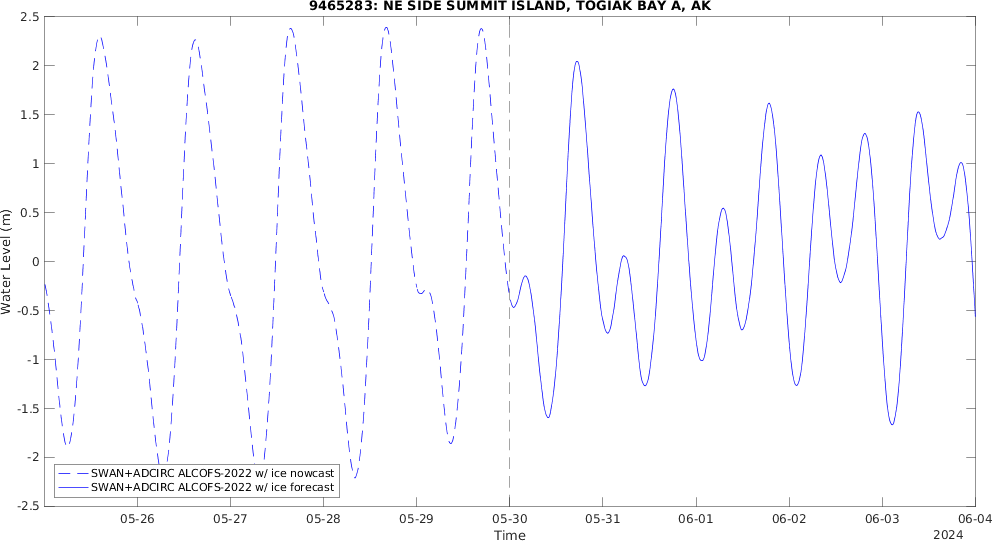 9465283: NE SIDE SUMMIT ISLAND, TOGIAK BAY A, AK
2.5
2
1.5
1
0.5
0
-0.5
-1
-1.5
-2
-2.5
Water Level (m)
SWAN+ADCIRC ALCOFS-2022 w/ ice nowcast
SWAN+ADCIRC ALCOFS-2022 w/ ice forecast
05-26 05-27 05-28 05-29 05-30 05-31 06-01 06-02 06-03 06-04
Time
2024